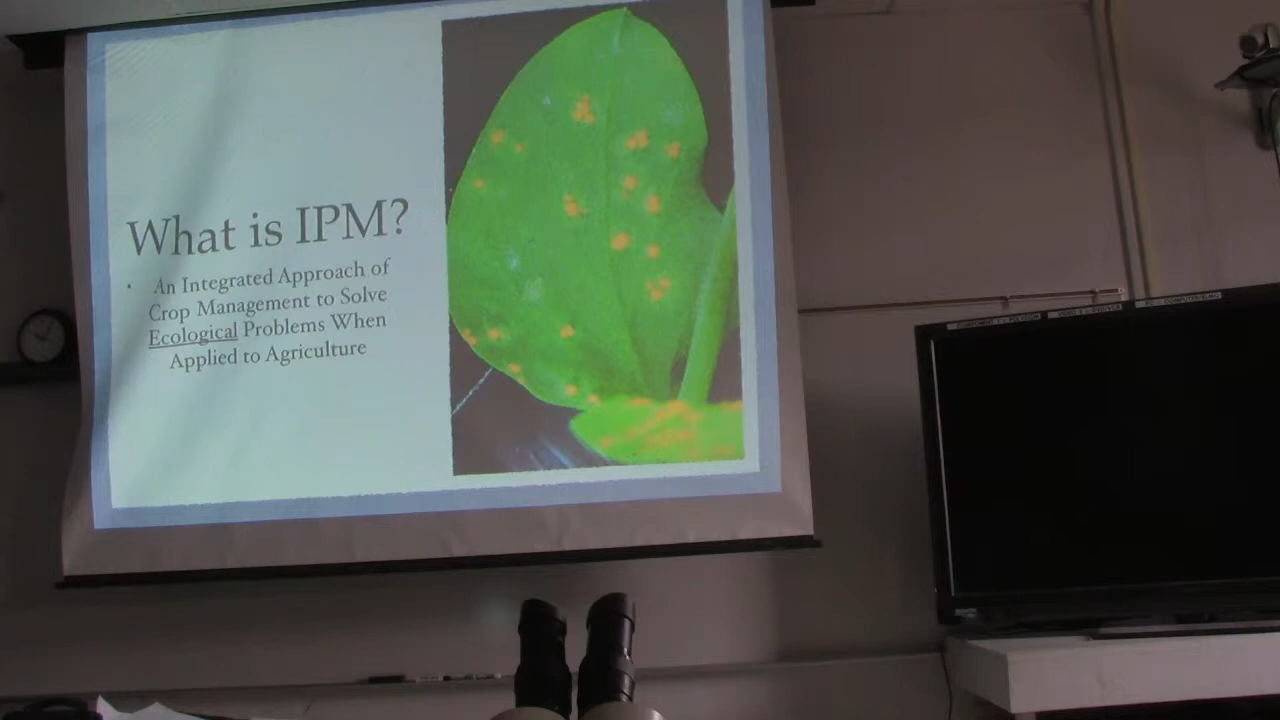 What is IPM?
• An Integrated Approach of
Crop Management to Solve
Ecological Problems When
Applied to Agriculture